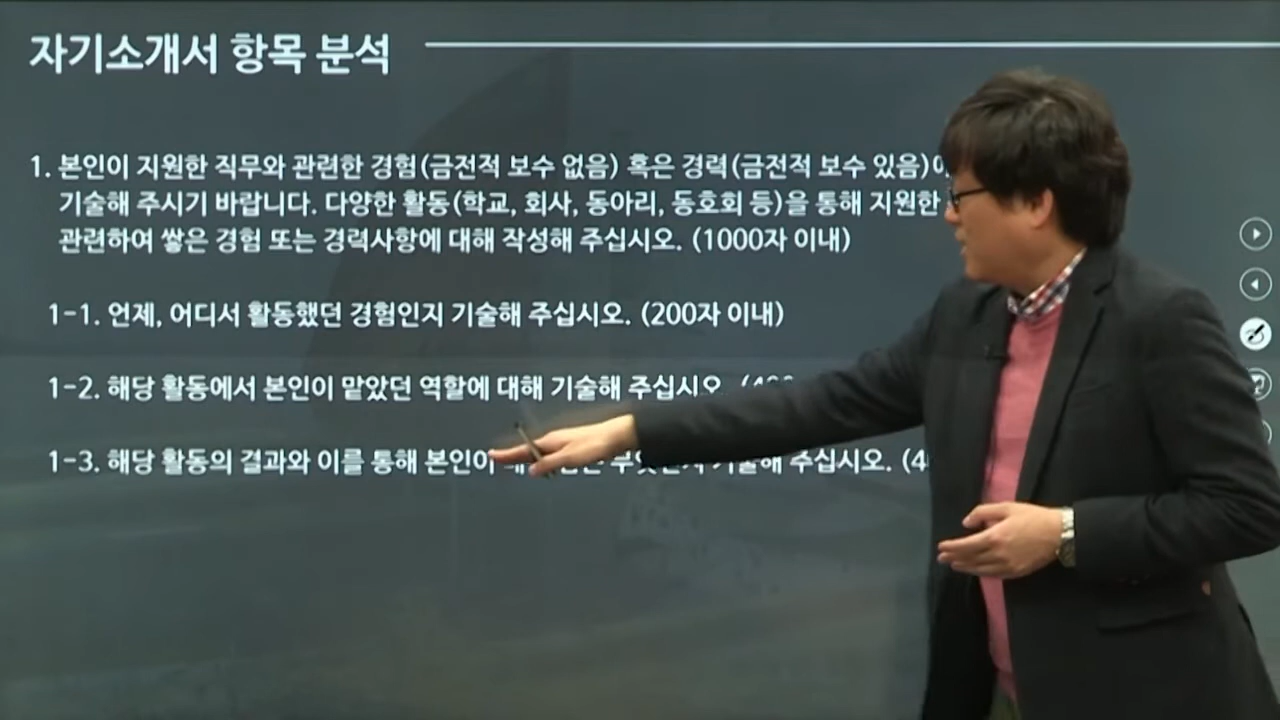 자기소개서 항목 분석
1. 본인이 지원한 직무와 관련한 경험(금전적 보수 없음) 혹은 경력(금전적 보수 있음)
기술해 주시기 바랍니다. 다양한 활동(학교, 회사, 동아리, 동호회 등)을 통해 지원한
관련하여 쌓은 경험 또는 경력사항에 대해 작성해 주십시오. (1000자 이내)
1-1. 언제, 어디서 활동했던 경험인지 기술해 주십시오. (200자 이내)
1-2. 해당 활동에서 본인이 맡았던 역할에 대해 기술해 주십시오.
1-3. 해당 활동의 결과와 이를 통해 본인이 기술해 주십시오.